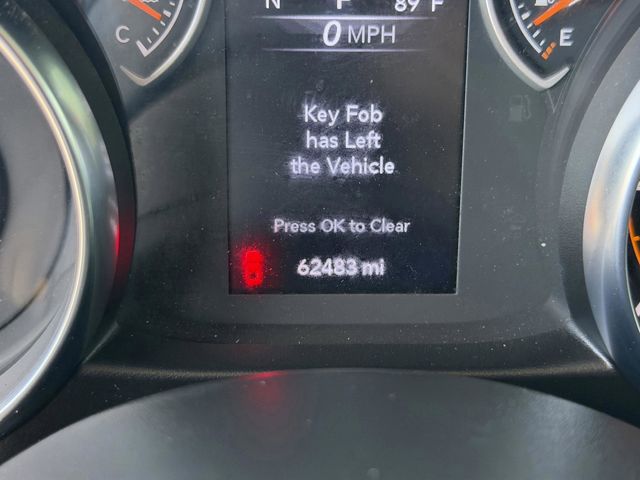 N F 89 F
C
E
0 MPH
Key Fob
has Left
the Vehicle
Press OK to Clear
62483 mi